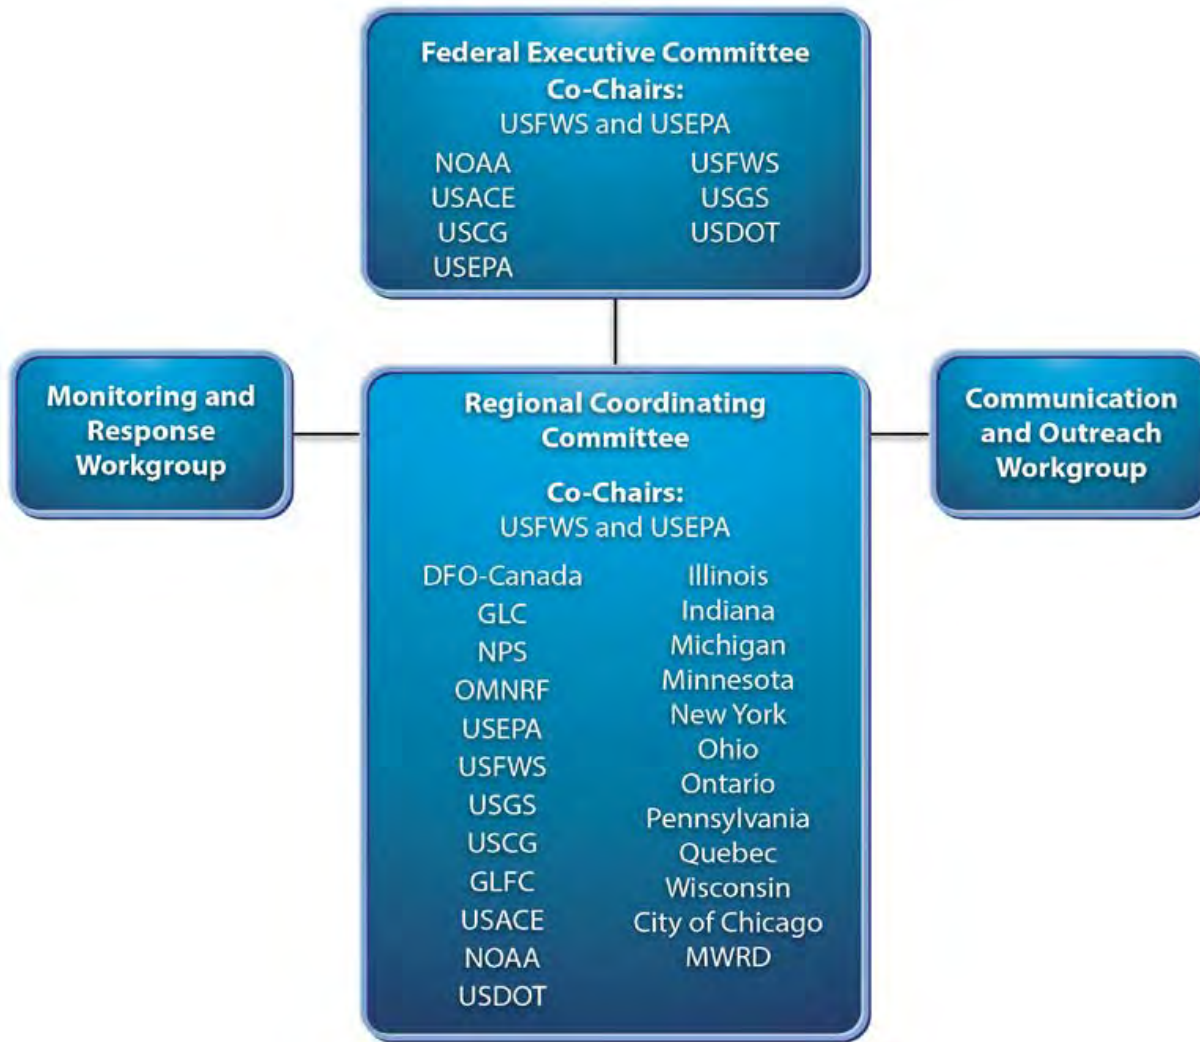 Federal Executive Committee
Co-Chairs:
USFWS and USEPA
NOAA
USACE
USCG
USEPA
USFWS
USGS
USDOT
Monitoring and
Response
Workgroup
Regional Coordinating
Committee
Co-Chairs:
USFWS and USEPA
DFO-Canada
GLC
NPS
OMNRF
USEPA
USFWS
USGS
USCG
GLFC
USACE
NOAA
USDOT
Illinois
Indiana
Michigan
Minnesota
New York
Ohio
Ontario
Pennsylvania
Quebec
Wisconsin
City of Chicago
MWRD
Communication
and Outreach
Workgroup